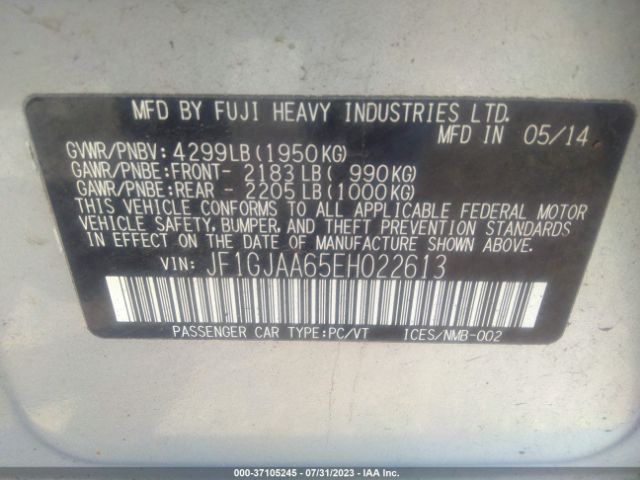 MFD BY FUJI HEAVY INDUSTRIES LTD.
MFD IN 05/14
GVWR/PNBV: 4299LB(1950KG)
GAWR/PNBE:FRONT- 2183LB( 990KG)
GAWR/PNBE:REAR - 2205LB(1000KG)
THIS VEHICLE CONFORMS TO ALL APPLICABLE FEDERAL MOTOR
VEHICLE SAFETY, BUMPER, AND THEFT PREVENTION STANDARDS
IN EFFECT ON THE DATE OF MANUFACTURE SHOWN ABOVE.
VIN: JF1GJAA65EH022613
PASSENGER CAR TYPE:PC/VT ICES/NMB-002
000-37105245 - 07/31/2023 - IAA Inc.